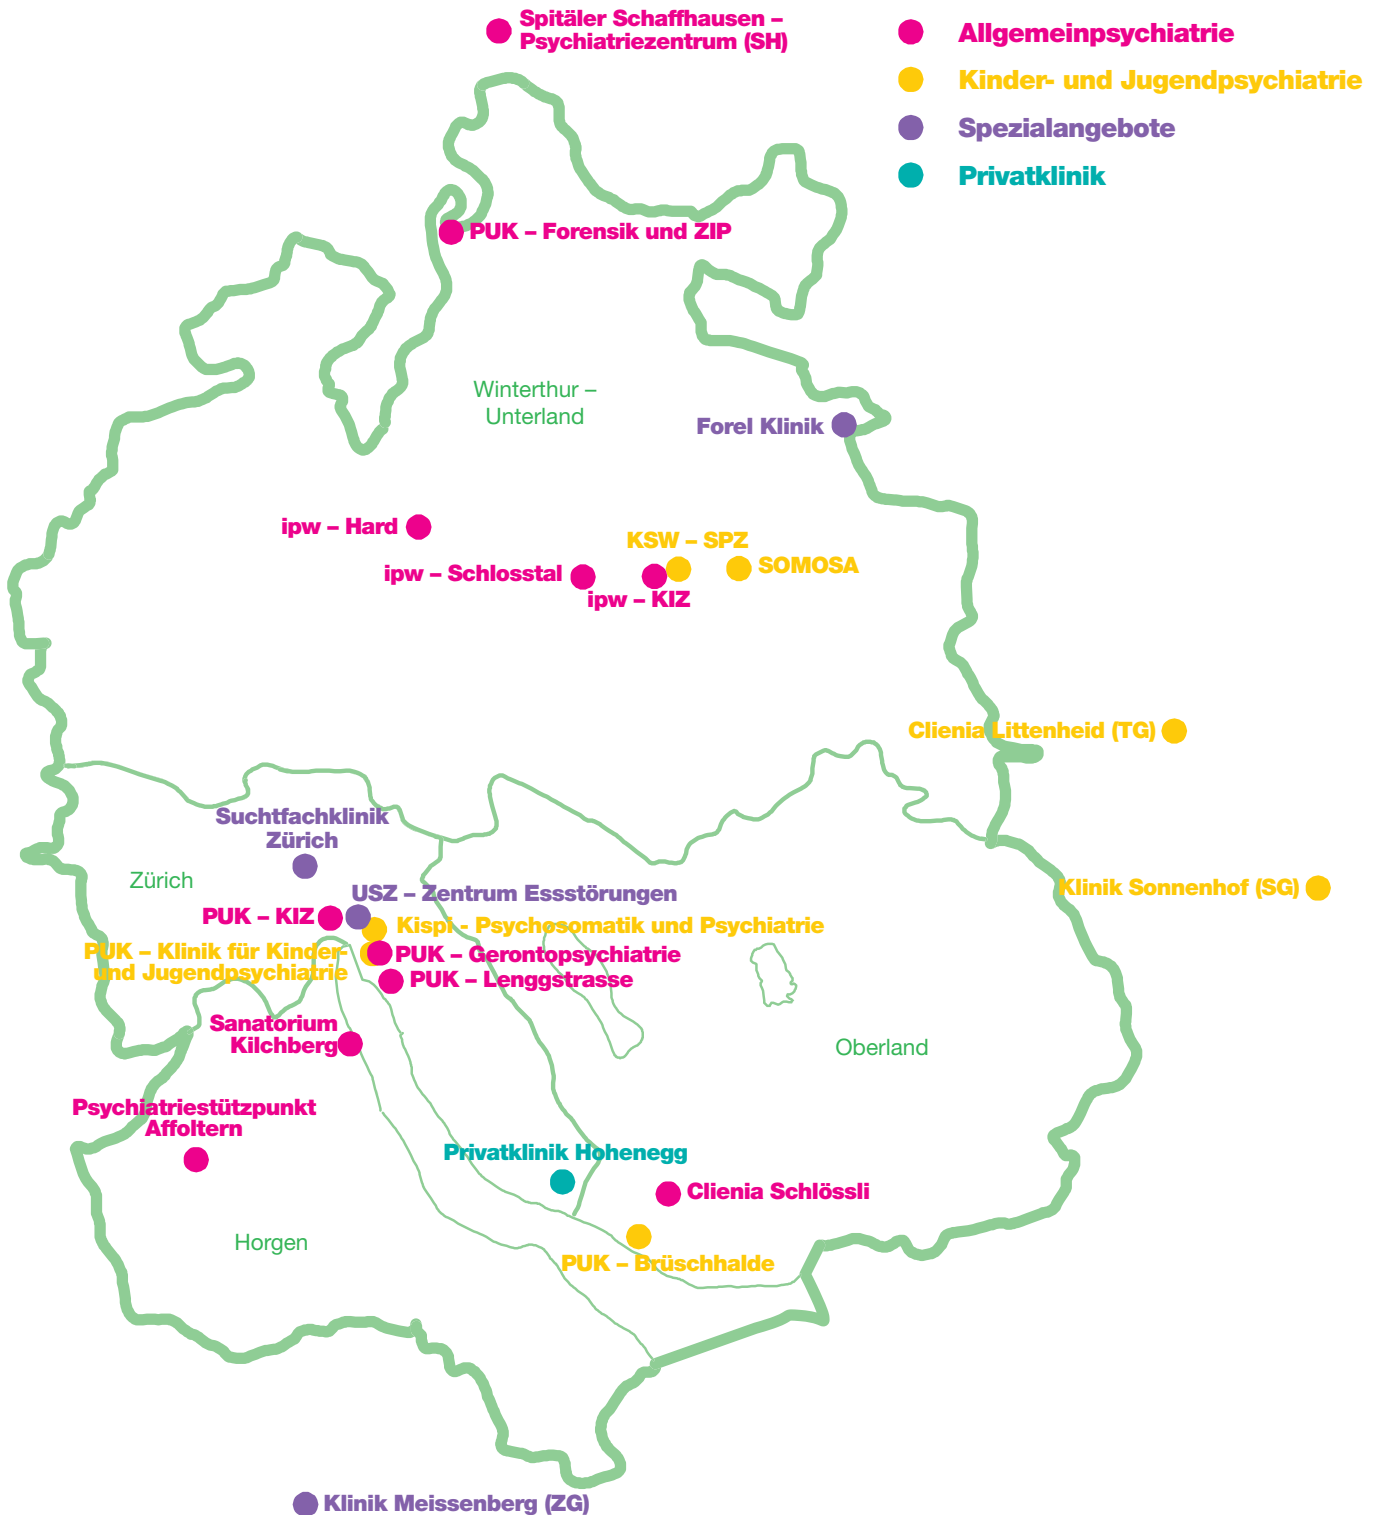 Spitäler Schaffhausen –
Psychiatriezentrum (SH)
Allgemeinpsychiatrie
Kinder- und Jugendpsychiatrie
Spezialangebote
Privatklinik
PUK – Forensik und ZIP
Winterthur –
Unterland
Forel Klinik
ipw – Hard
KSW – SPZ
SOMOSA
ipw – Schlosstal
ipw – KIZ
Clienia Littenheid (TG)
Suchtfachklinik
Zürich
Zürich
Klinik Sonnenhof (SG)
USZ – Zentrum Essstörungen
PUK – KIZ
Kispi - Psychosomatik und Psychiatrie
PUK – Klinik für Kinder-
und Jugendpsychiatrie
PUK – Gerontopsychiatrie
PUK – Lenggstrasse
Sanatorium
Kilchberg
Oberland
Psychiatriestützpunkt
Affoltern
Privatklinik Hohenegg
Clienia Schlössli
Horgen
PUK – Brüschhalde
Klinik Meissenberg (ZG)